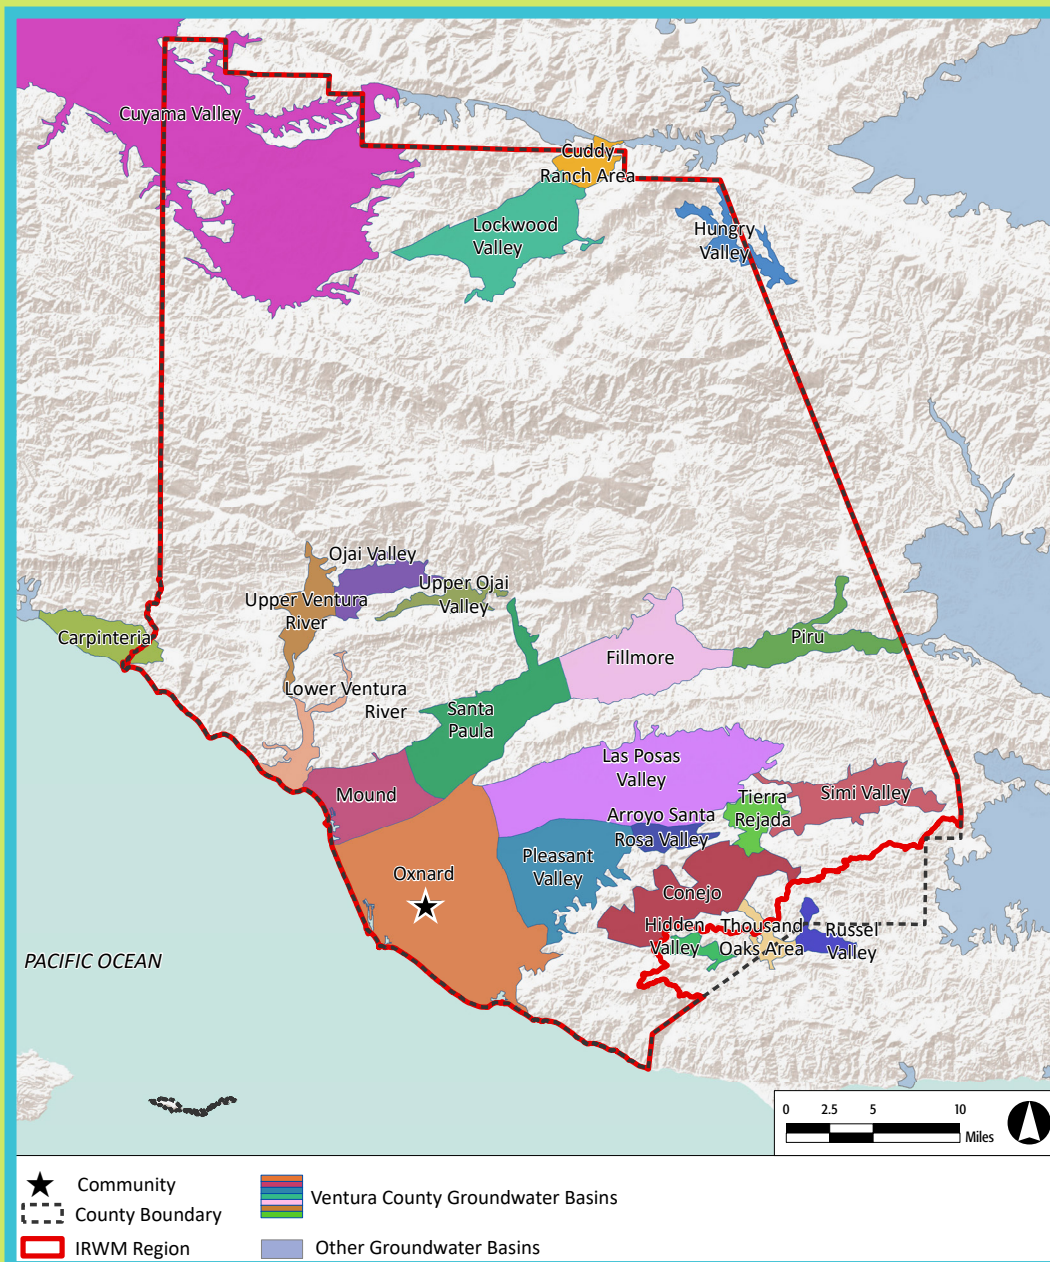 Cuyama Valley
Cuddy
Ranch Area
Lockwood
Valley
Hungry
Valley
Ojai Valley
Upper Ojai
Valley
Upper Ventura
River
Carpinteria
Fillmore
Piru
Lower Ventura
River
Santa
Paula
Las Posas
Valley
Mound
Simi Valley
Tierra
Rejada
Arroyo Santa
Rosa Valley
Pleasant
Valley
Oxnard
Conejo
Hidden
Valley
Thousand
Oaks Area
Russel
Valley
PACIFIC OCEAN
0 2.5 5 10
Miles
Community
County Boundary
IRWM Region
Ventura County Groundwater Basins
Other Groundwater Basins